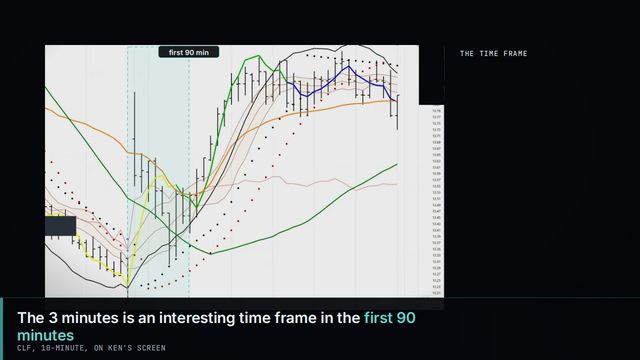 first 90 min
THE TIME FRAME
The 3 minutes is an interesting time frame in the first 90
minutes
CLF, 10-MINUTE, ON KEN'S SCREEN